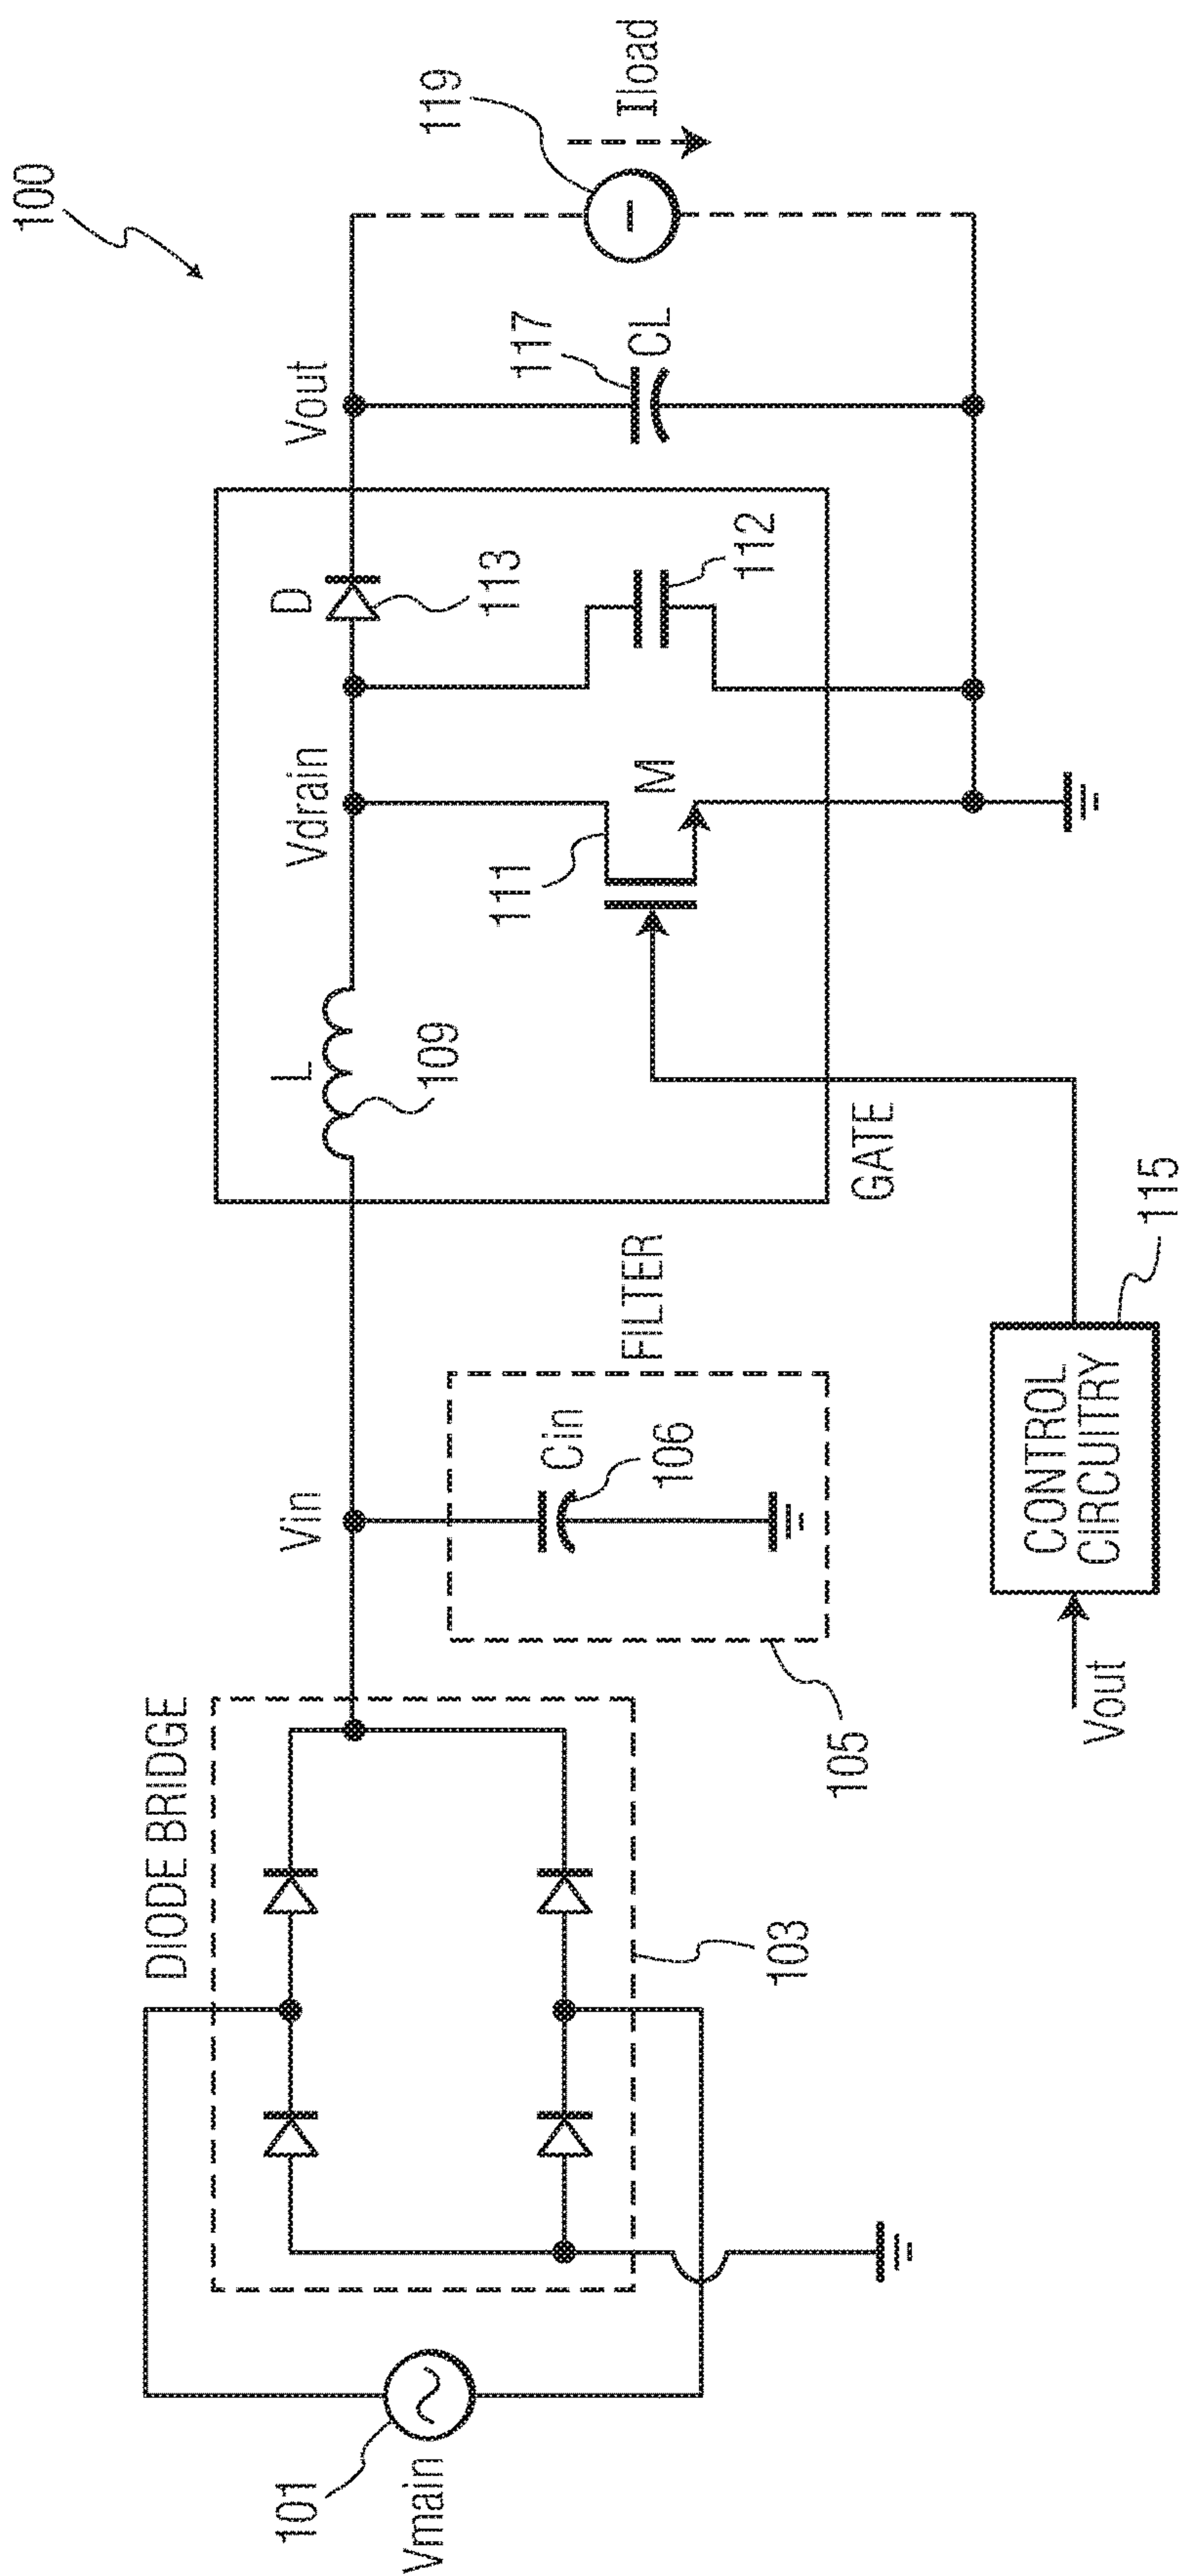 100
101
Vmain
DIODE BRIDGE
103
Vin
Cin
106
105
FILTER
L
109
Vdrain
111
M
D
113
112
GATE
Vout
117
CL
119
Iload
Vout
CONTROL
CIRCUITRY
115